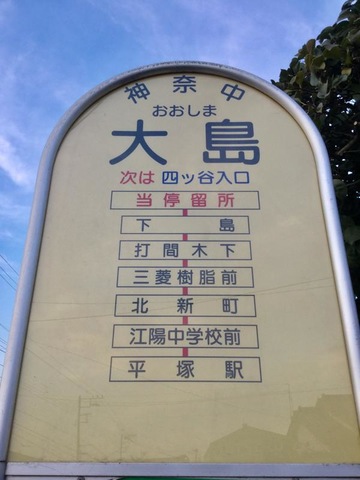 神奈中
おおしま
大島
次は 四ッ谷入口
当停留所
下島
打間木下
三菱樹脂前
北新町
江陽中学校前
平塚駅